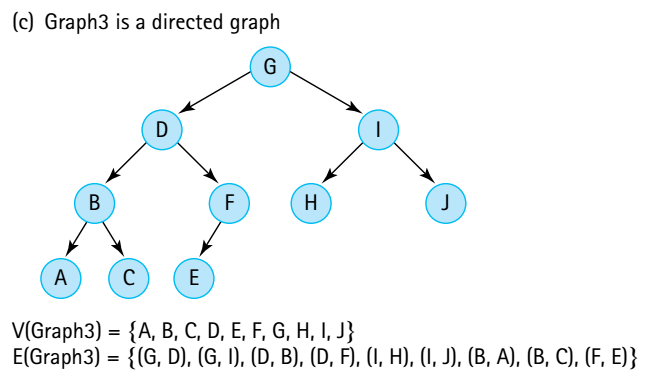 (c) Graph3 is a directed graph
G
D I
B F H J
A C E
V(Graph3) = {A, B, C, D, E, F, G, H, I, J}
E(Graph3) = {(G, D), (G, I), (D, B), (D, F), (I, H), (I, J), (B, A), (B, C), (F, E)}